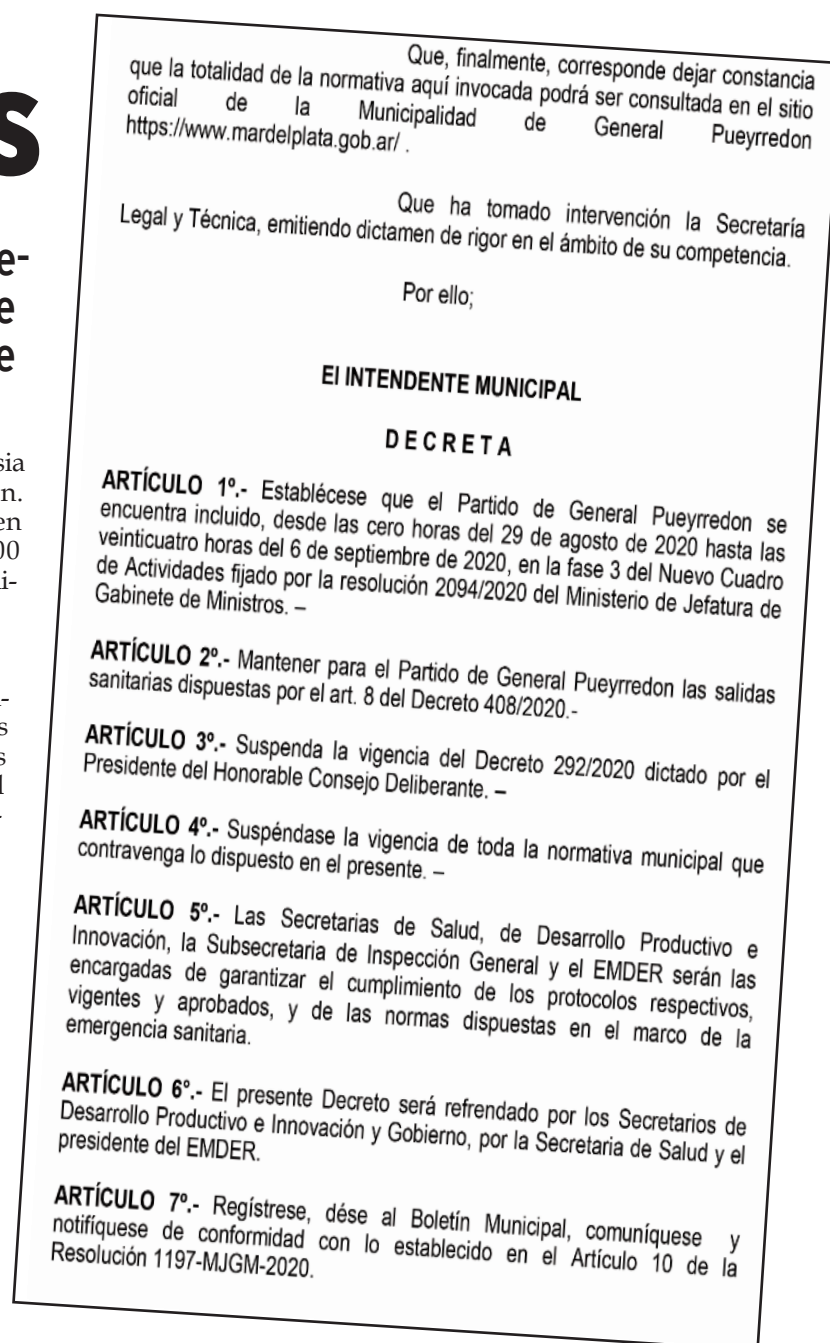 s
e-
e
e
sia
n.
en
00
i-
s
s
l
Que, finalmente, corresponde dejar constancia
que la totalidad de la normativa aquí invocada podrá ser consultada en el sitio
oficial de la Municipalidad de General Pueyrredon
https://www.mardelplata.gob.ar/ .
Que ha tomado intervención la Secretaría
Legal y Técnica, emitiendo dictamen de rigor en el ámbito de su competencia.
Por ello;
El INTENDENTE MUNICIPAL
D E C R E T A
ARTÍCULO 1º.- Establécese que el Partido de General Pueyrredon se
encuentra incluido, desde las cero horas del 29 de agosto de 2020 hasta las
veinticuatro horas del 6 de septiembre de 2020, en la fase 3 del Nuevo Cuadro
de Actividades fijado por la resolución 2094/2020 del Ministerio de Jefatura de
Gabinete de Ministros. –
ARTÍCULO 2º.- Mantener para el Partido de General Pueyrredon las salidas
sanitarias dispuestas por el art. 8 del Decreto 408/2020.-
ARTÍCULO 3º.- Suspenda la vigencia del Decreto 292/2020 dictado por el
Presidente del Honorable Consejo Deliberante. –
ARTÍCULO 4º.- Suspéndase la vigencia de toda la normativa municipal que
contravenga lo dispuesto en el presente. –
ARTÍCULO 5º.- Las Secretarias de Salud, de Desarrollo Productivo e
Innovación, la Subsecretaria de Inspección General y el EMDER serán las
encargadas de garantizar el cumplimiento de los protocolos respectivos,
vigentes y aprobados, y de las normas dispuestas en el marco de la
emergencia sanitaria.
ARTÍCULO 6°.- El presente Decreto será refrendado por los Secretarios de
Desarrollo Productivo e Innovación y Gobierno, por la Secretaria de Salud y el
presidente del EMDER.
ARTÍCULO 7º.- Regístrese, dése al Boletín Municipal, comuníquese y
notifíquese de conformidad con lo establecido en el Artículo 10 de la
Resolución 1197-MJGM-2020.